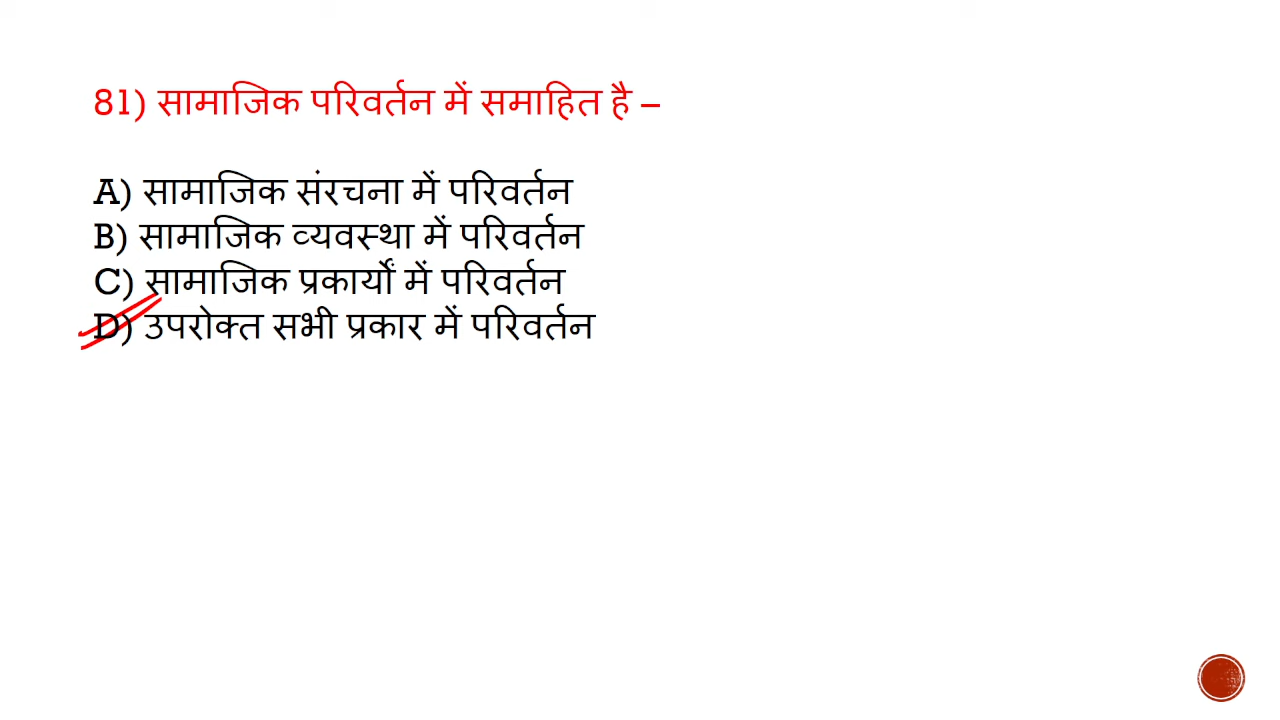 81) सामाजिक परिवर्तन में समाहित है –
A) सामाजिक संरचना में परिवर्तन
B) सामाजिक व्यवस्था में परिवर्तन
C) सामाजिक प्रकार्यों में परिवर्तन
D) उपरोक्त सभी प्रकार में परिवर्तन